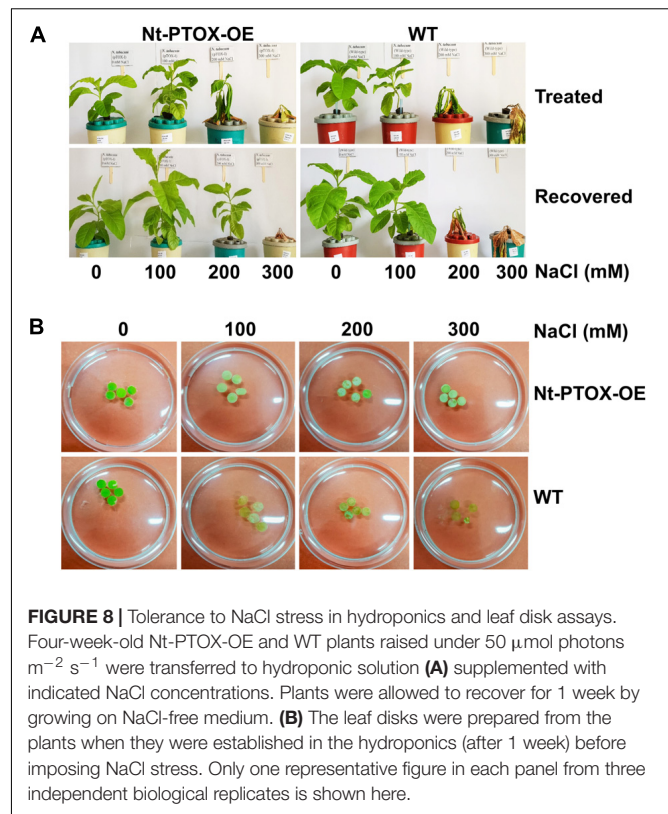 A
Nt-PTOX-OE WT
Treated
Recovered
0 100 200 300 0 100 200 300 NaCl (mM)
B
0 100 200 300 NaCl (mM)
Nt-PTOX-OE
WT
FIGURE 8 | Tolerance to NaCl stress in hydroponics and leaf disk assays.
Four-week-old Nt-PTOX-OE and WT plants raised under 50 μmol photons
m−2 s−1 were transferred to hydroponic solution (A) supplemented with
indicated NaCl concentrations. Plants were allowed to recover for 1 week by
growing on NaCl-free medium. (B) The leaf disks were prepared from the
plants when they were established in the hydroponics (after 1 week) before
imposing NaCl stress. Only one representative figure in each panel from three
independent biological replicates is shown here.